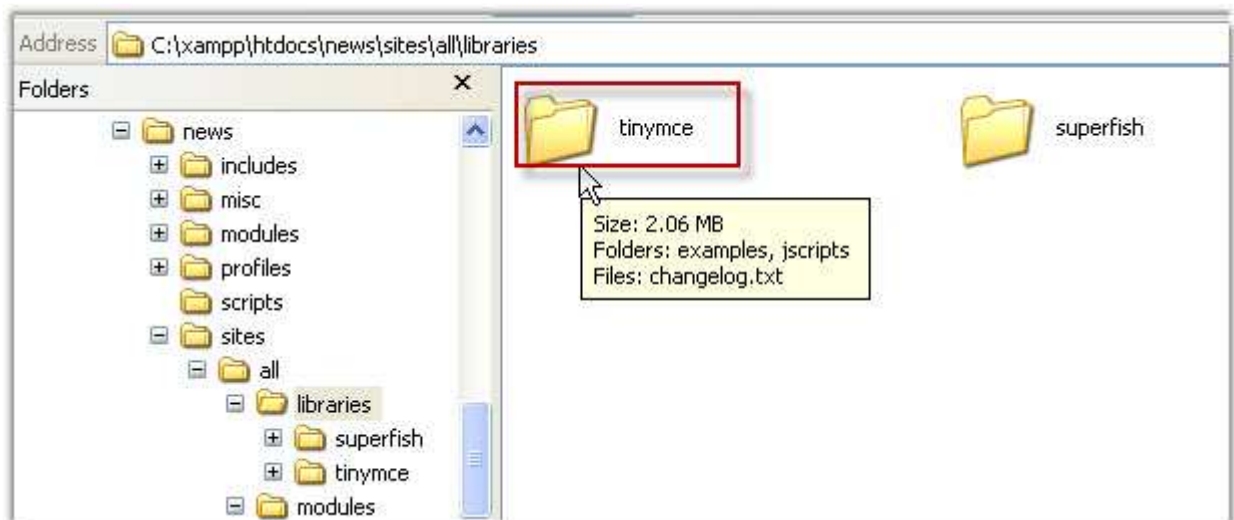 Address C:\xampp\htdocs\news\sites\all\libraries
Folders
news
includes
misc
modules
profiles
scripts
sites
all
libraries
superfish
tinymce
modules
tinymce
superfish
Size: 2.06 MB
Folders: examples, jscripts
Files: changelog.txt